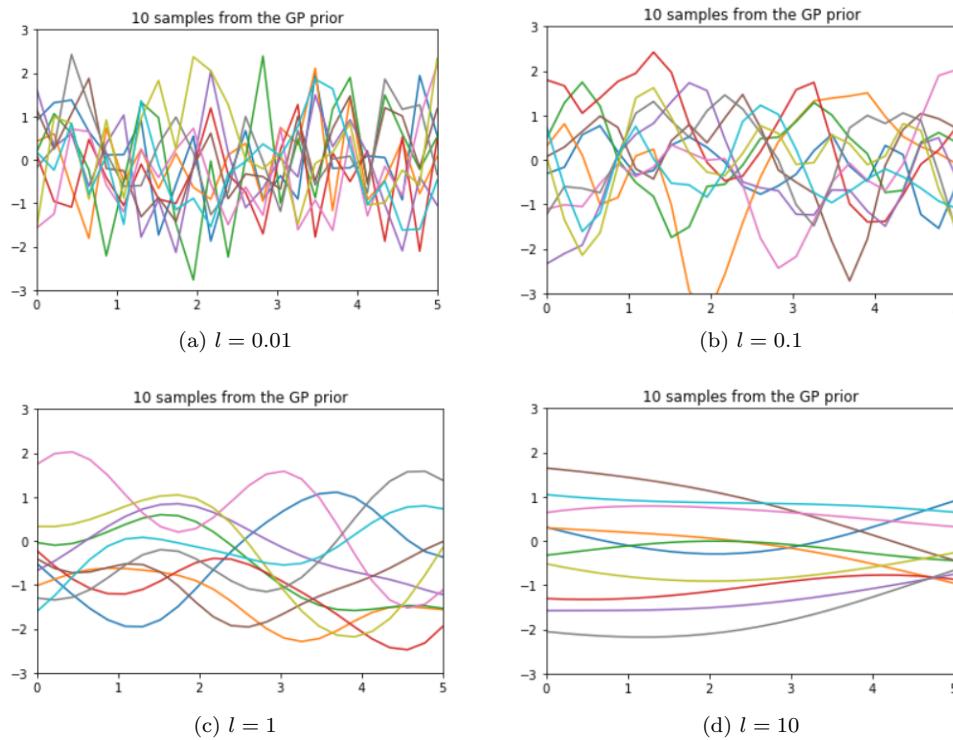 10 samples from the GP prior
3
2
1
0
−1
−2
−3
0 1 2 3 4 5
(a) l = 0.01
10 samples from the GP prior
3
2
1
0
−1
−2
−3
0 1 2 3 4
(b) l = 0.1
10 samples from the GP prior
3
2
1
0
−1
−2
−3
0 1 2 3 4 5
(c) l = 1
10 samples from the GP prior
3
2
1
0
−1
−2
−3
0 1 2 3 4 5
(d) l = 10